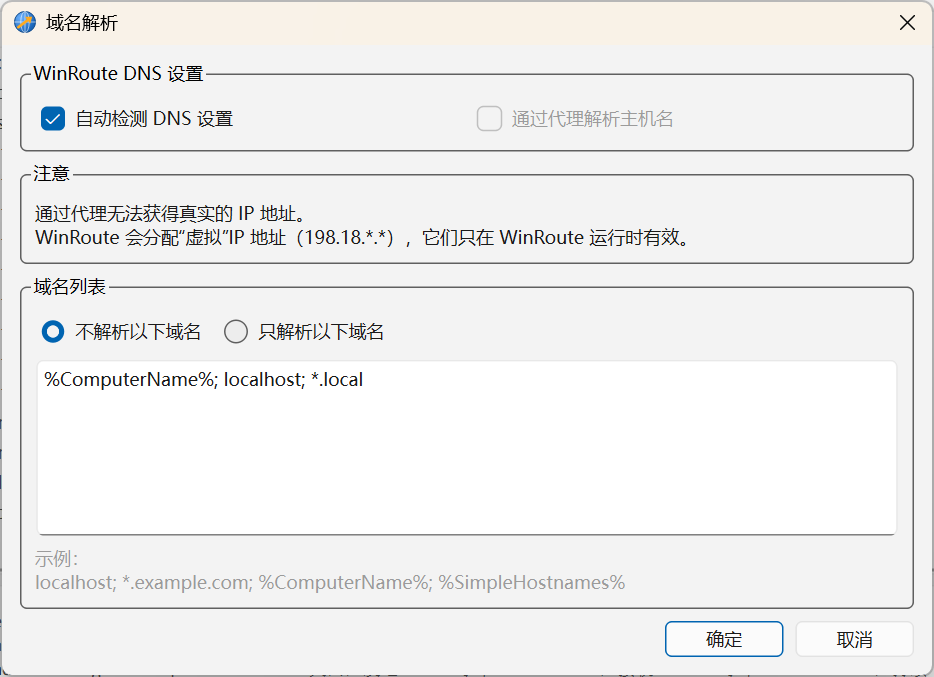 域名解析
WinRoute DNS 设置
自动检测 DNS 设置
通过代理解析主机名
注意
通过代理无法获得真实的 IP 地址。
WinRoute 会分配"虚拟"IP 地址（198.18.*.*），它们只在 WinRoute 运行时有效。
域名列表
不解析以下域名 只解析以下域名
%ComputerName%; localhost; *.local
示例:
localhost; *.example.com; %ComputerName%; %SimpleHostnames%
确定 取消